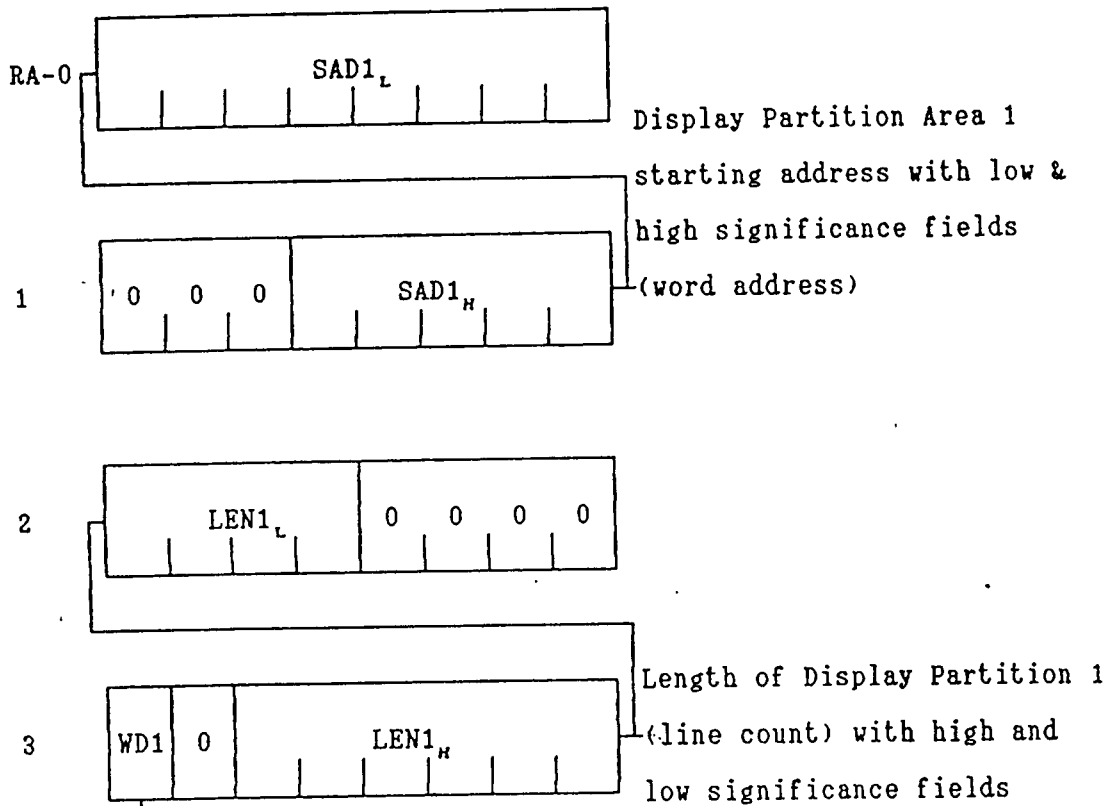 RA-0
SAD1L
Display Partition Area 1
starting address with low &
high significance fields
(word address)
1
0 0 0
SAD1H
2
LEN1L
0 0 0 0
3
WD1
0
LEN1H
Length of Display Partition 1
(line count) with high and
low significance fields